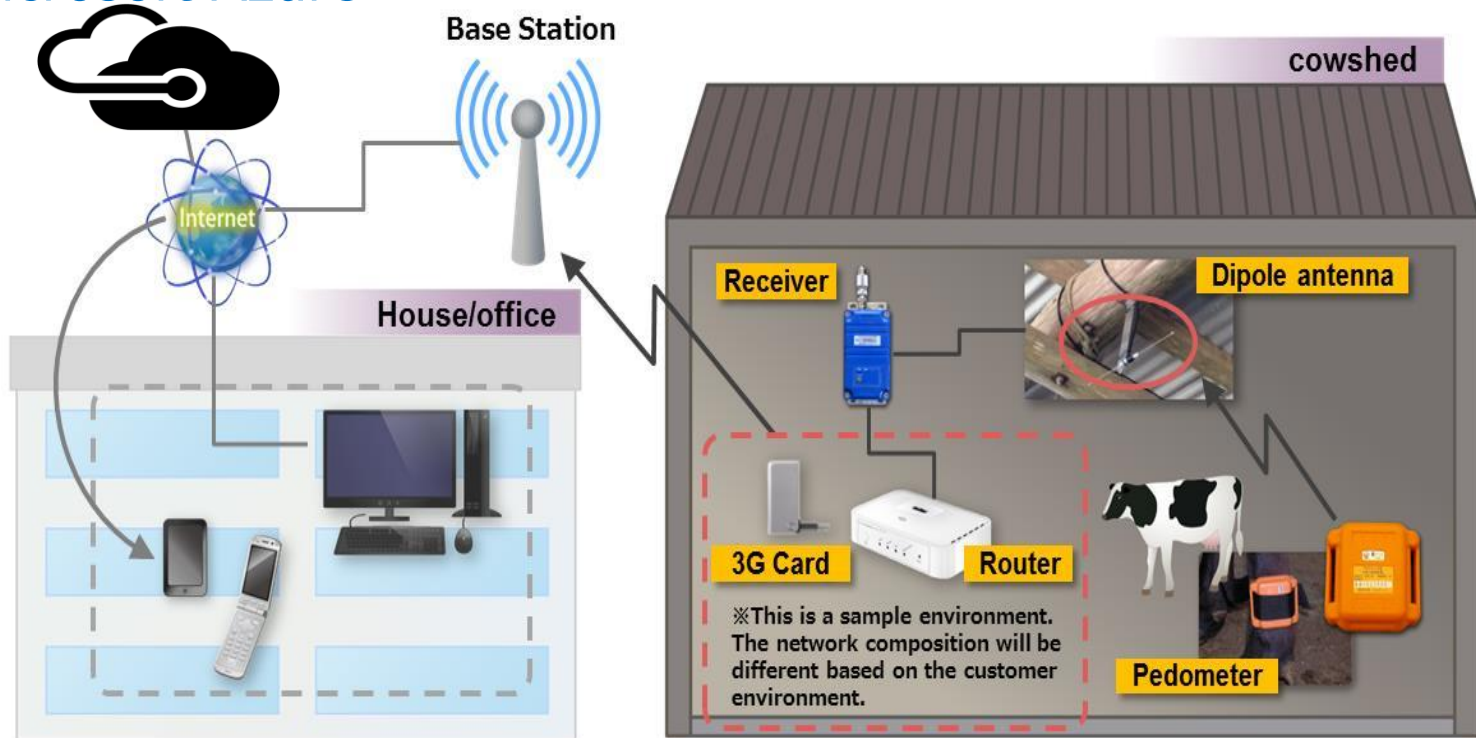 Base Station
cowshed
Internet
Receiver
Dipole antenna
House/office
3G Card
Router
※This is a sample environment.
The network composition will be
different based on the customer
environment.
Pedometer